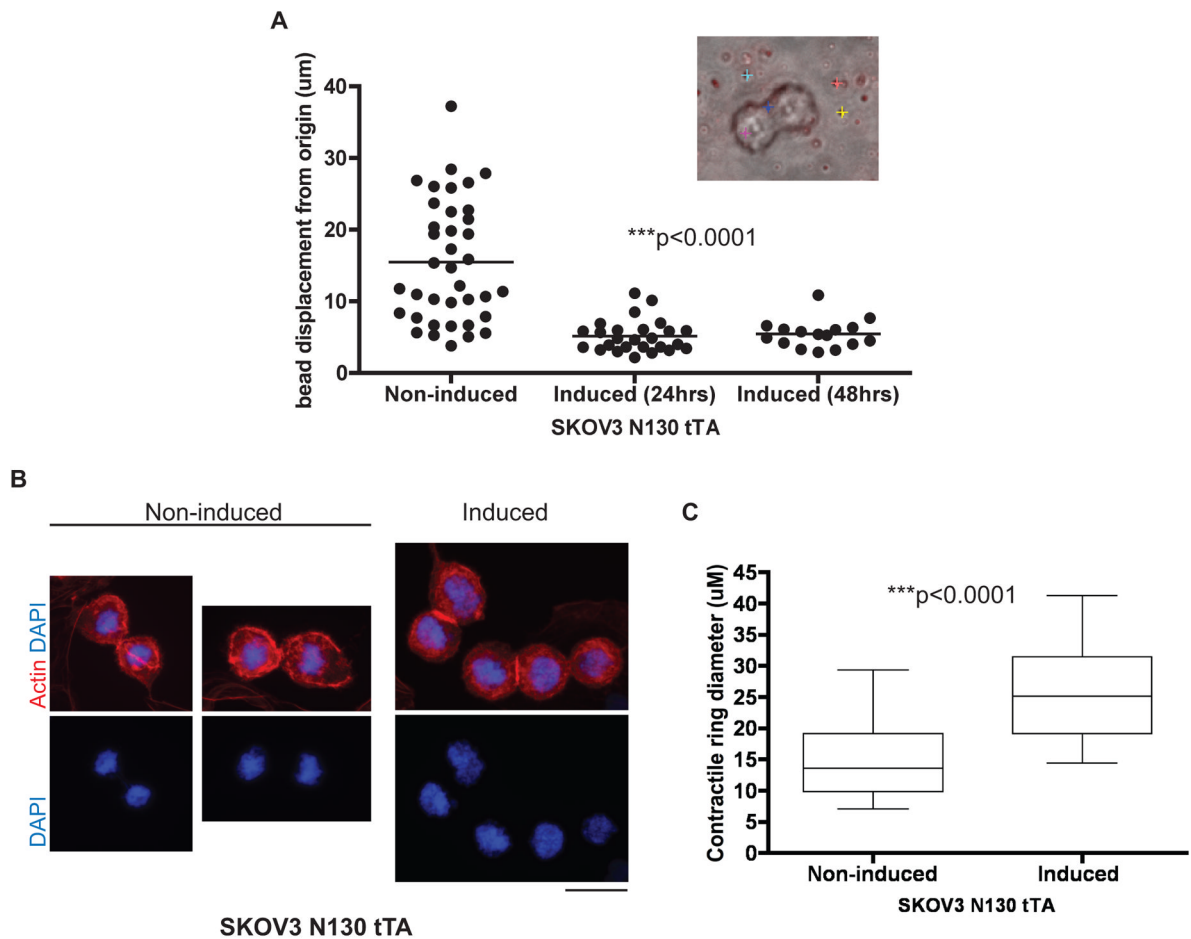 A
bead displacement from origin (um)
40
30
20
10
0
***p<0.0001
Non-induced
Induced (24hrs)
Induced (48hrs)
SKOV3 N130 tTA
B
Non-induced
Induced
Actin DAPI
DAPI
SKOV3 N130 tTA
C
Contractile ring diameter (uM)
45
40
35
30
25
20
15
10
5
0
***p<0.0001
Non-induced
Induced
SKOV3 N130 tTA